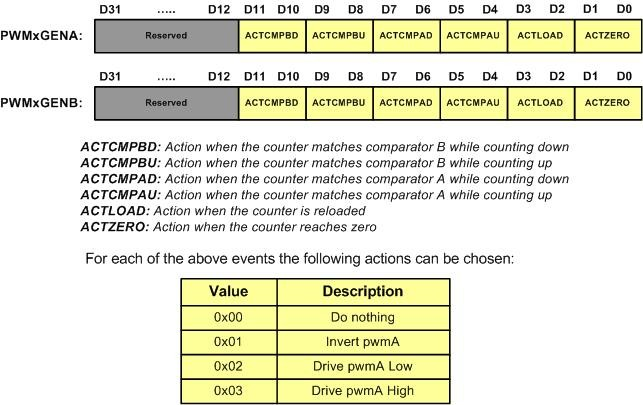 D31 ..... D12 D11 D10 D9 D8 D7 D6 D5 D4 D3 D2 D1 D0
PWMxGENA: Reserved ACTCMPBD ACTCMPBU ACTCMPAD ACTCMPAU ACTLOAD ACTZERO
D31 ..... D12 D11 D10 D9 D8 D7 D6 D5 D4 D3 D2 D1 D0
PWMxGENB: Reserved ACTCMPBD ACTCMPBU ACTCMPAD ACTCMPAU ACTLOAD ACTZERO
ACTCMPBD: Action when the counter matches comparator B while counting down
ACTCMPBU: Action when the counter matches comparator B while counting up
ACTCMPAD: Action when the counter matches comparator A while counting down
ACTCMPAU: Action when the counter matches comparator A while counting up
ACTLOAD: Action when the counter is reloaded
ACTZERO: Action when the counter reaches zero
For each of the above events the following actions can be chosen:
Value Description
0x00 Do nothing
0x01 Invert pwmA
0x02 Drive pwmA Low
0x03 Drive pwmA High